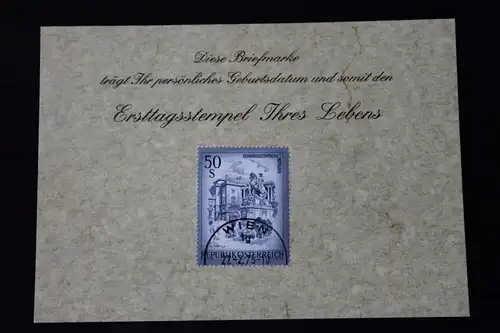 Diese Briefmarke
trägt Ihr persönliches Geburtsdatum und somit den
Ersttagsstempel Ihres Lebens
50
S
WIEN
REPUBLIK ÖSTERREICH